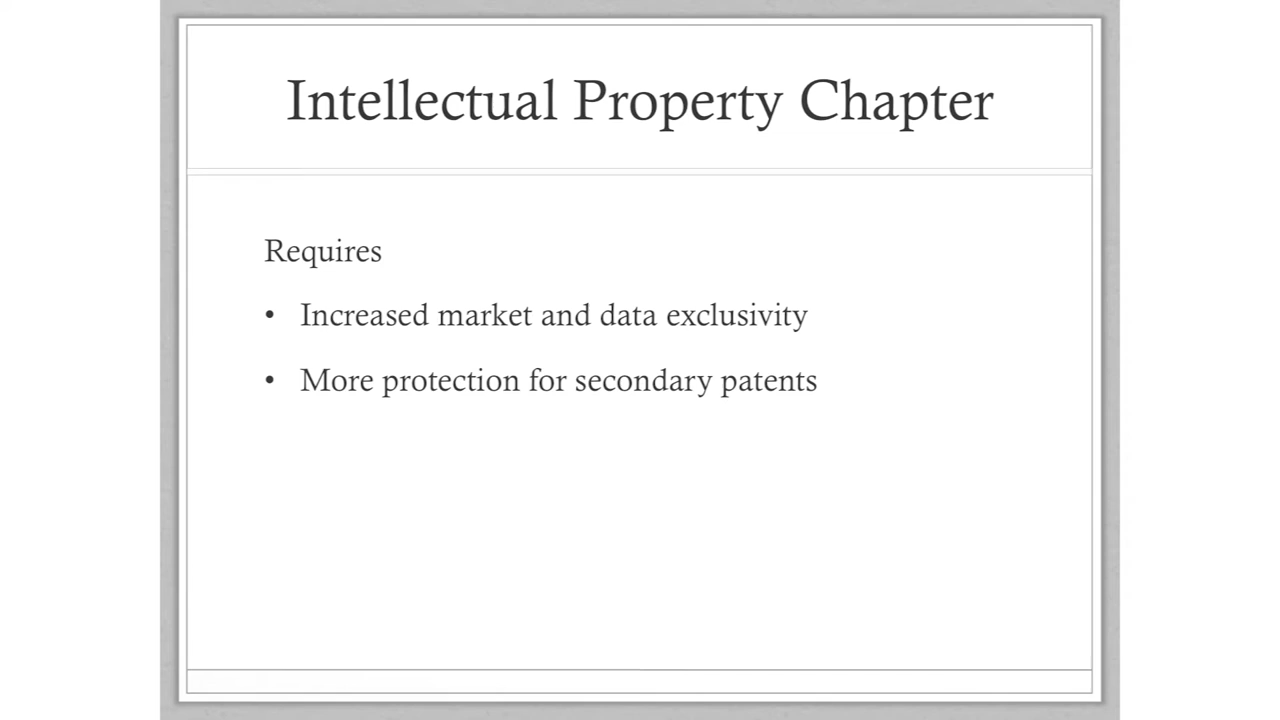 Intellectual Property Chapter
Requires
• Increased market and data exclusivity
• More protection for secondary patents